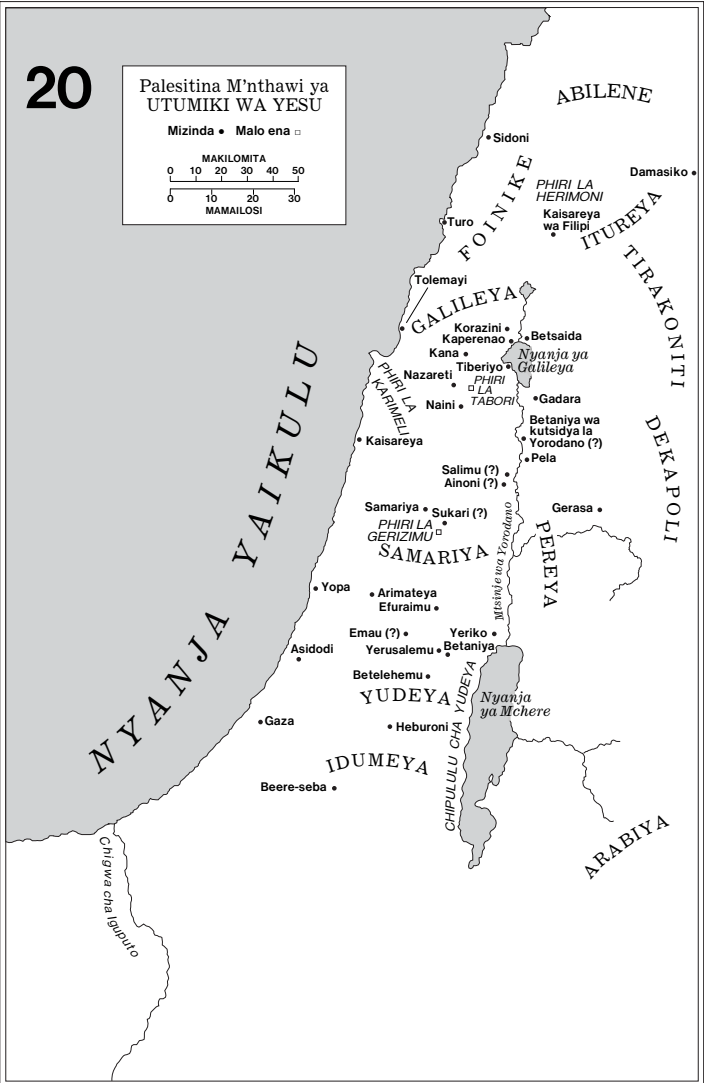 20
Palesitina M'nthawi ya
UTUMIKI WA YESU
Mizinda • Malo ena □
MAKILOMITA
0 10 20 30 40 50
0 10 20 30
MAMAILOSI
ABILENE
Sidoni
Damasiko
FOINIKE
PHIRI LA
HERIMONI
Kaisareya
wa Filipi
ITUREYA
Turo
TIRAKONITI
Tolemayi
GALILEYA
Korazini
Kaperenao
Betsaida
Kana
Nyanja ya
Galileya
Tiberiyo
Nazareti
PHIRI
LA
TABORI
PHIRI LA
KARIMELI
Naini
Gadara
Betaniya wa
kutsidya la
Yorodano (?)
Kaisareya
Pela
DEKAPOLI
Salimu (?)
Ainoni (?)
Samariya
Sukari (?)
Gerasa
PHIRI LA
GERIZIMU
SAMARIYA
Mtsinje wa Yorodano
PEREYA
NYANJA YAIKULU
Yopa
Arimateya
Efuraimu
Emau (?)
Yeriko
Yerusalemu
Betaniya
Asidodi
Betelehemu
YUDEYA
CHIPULULU CHA YUDEYA
Nyanja
ya Mchere
Gaza
Heburoni
IDUMEYA
Beere-seba
ARABIYA
Chigwa cha Iguputo